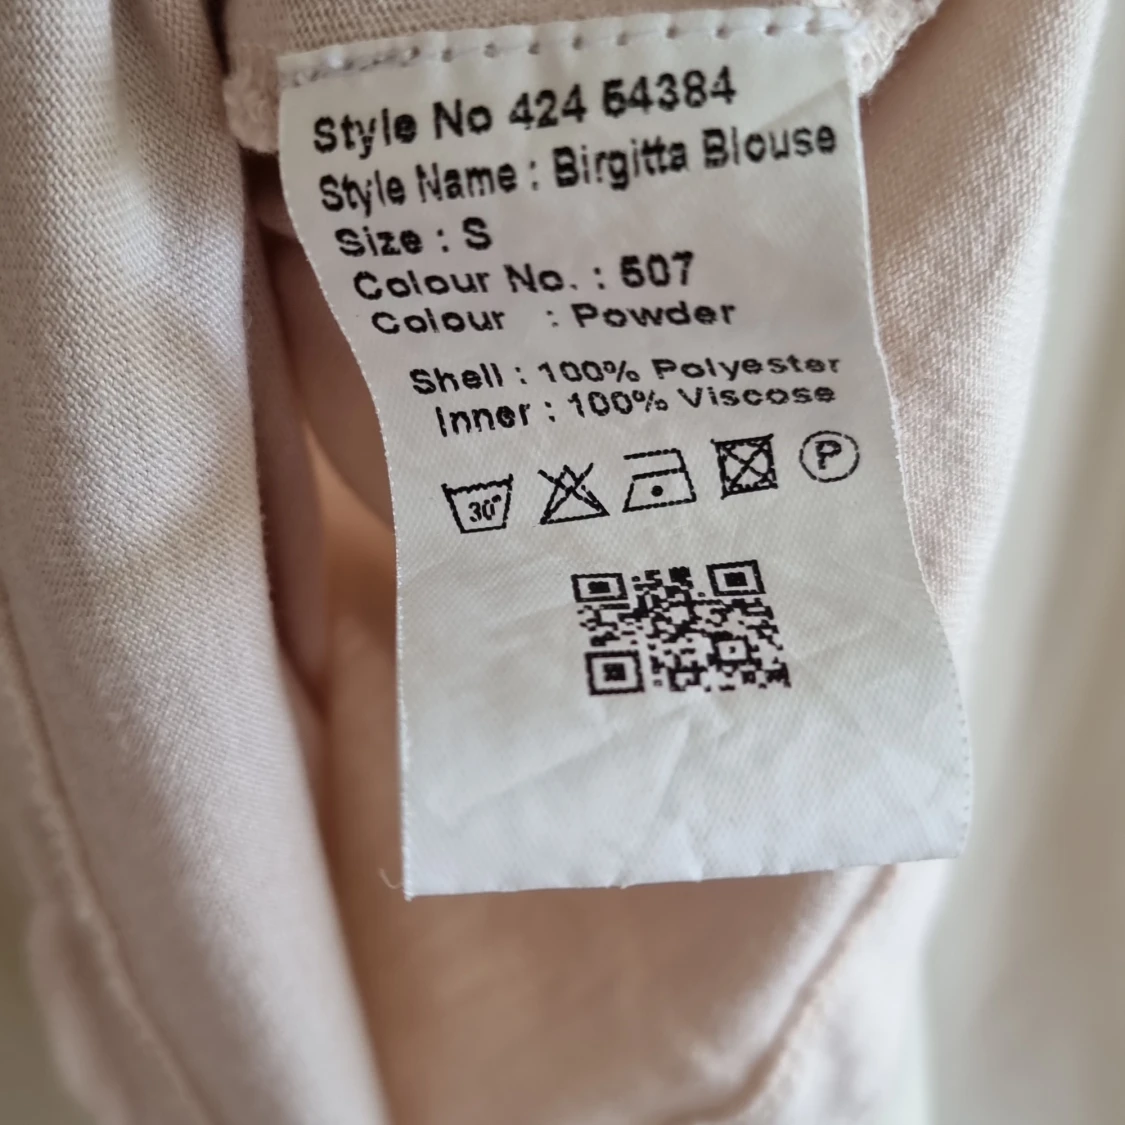 Style No 424 54384
Style Name : Birgitta Blouse
Size : S
Colour No. : 507
Colour : Powder
Shell : 100% Polyester
Inner : 100% Viscose
30°
P